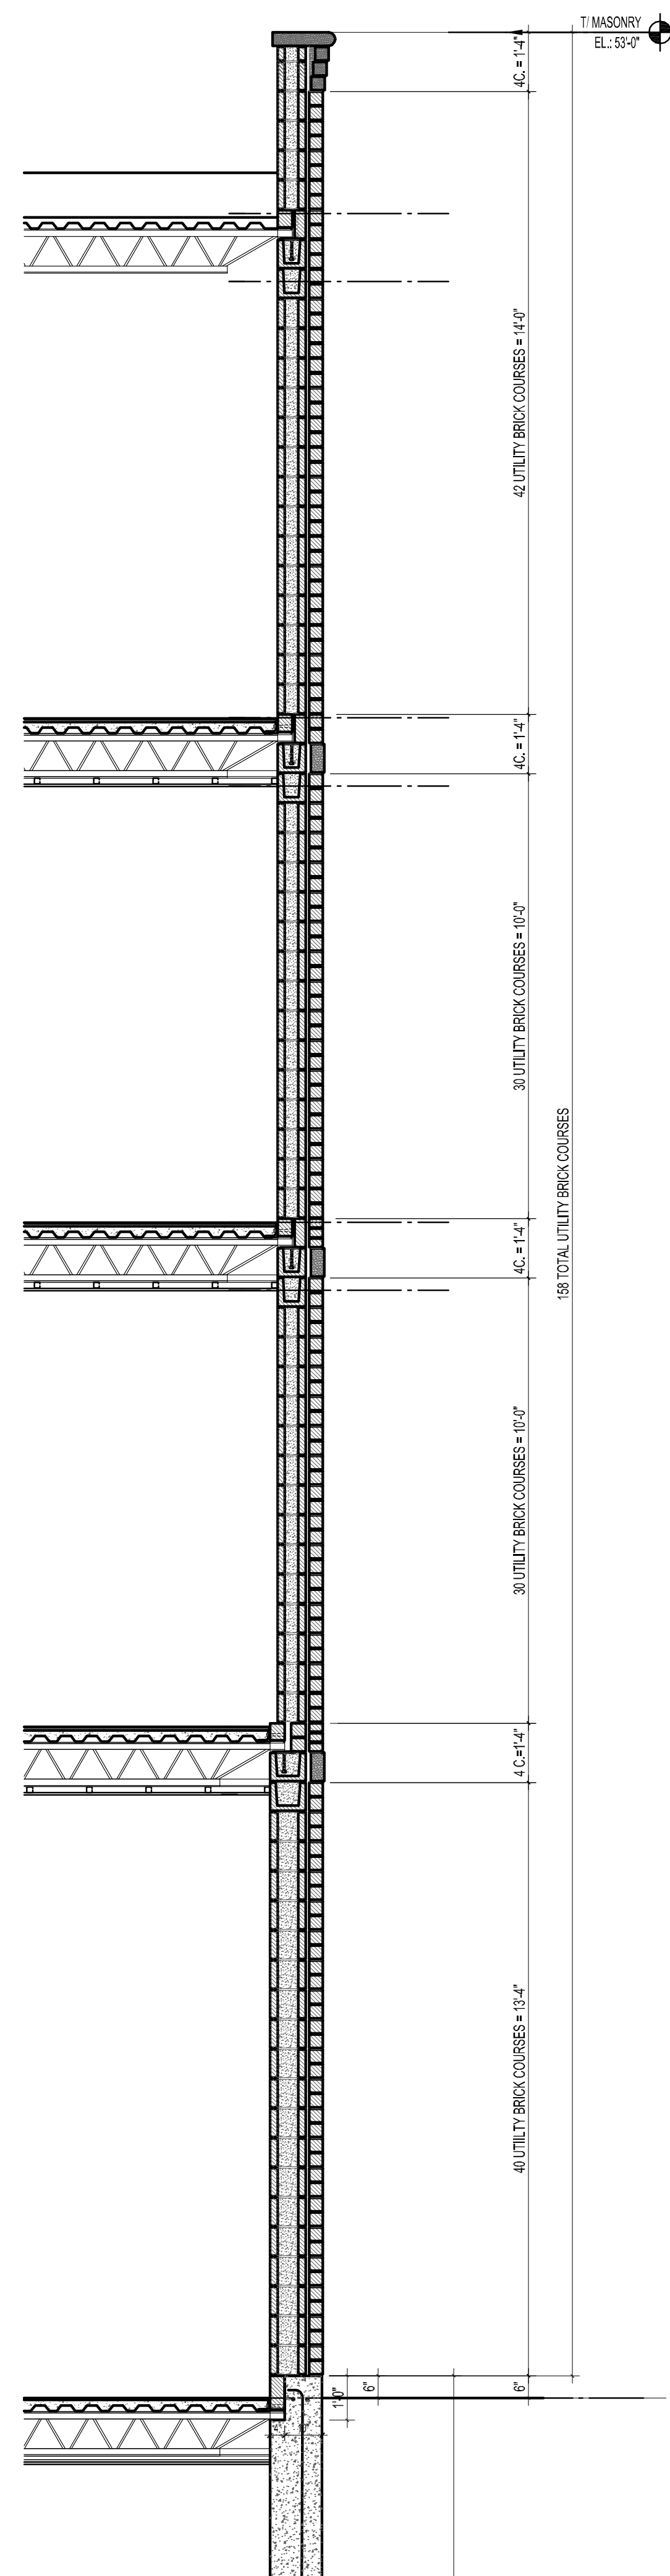 T/ MASONRY
EL.: 53'-0"
4C. = 1'-4"
42 UTILITY BRICK COURSES = 14'-0"
4C. = 1'-4"
30 UTILITY BRICK COURSES = 10'-0"
158 TOTAL UTILITY BRICK COURSES
4C. = 1'-4"
30 UTILITY BRICK COURSES = 10'-0"
4 C.=1'-4"
40 UTIILTY BRICK COURSES = 13'-4"
1'-0"
6"
6"